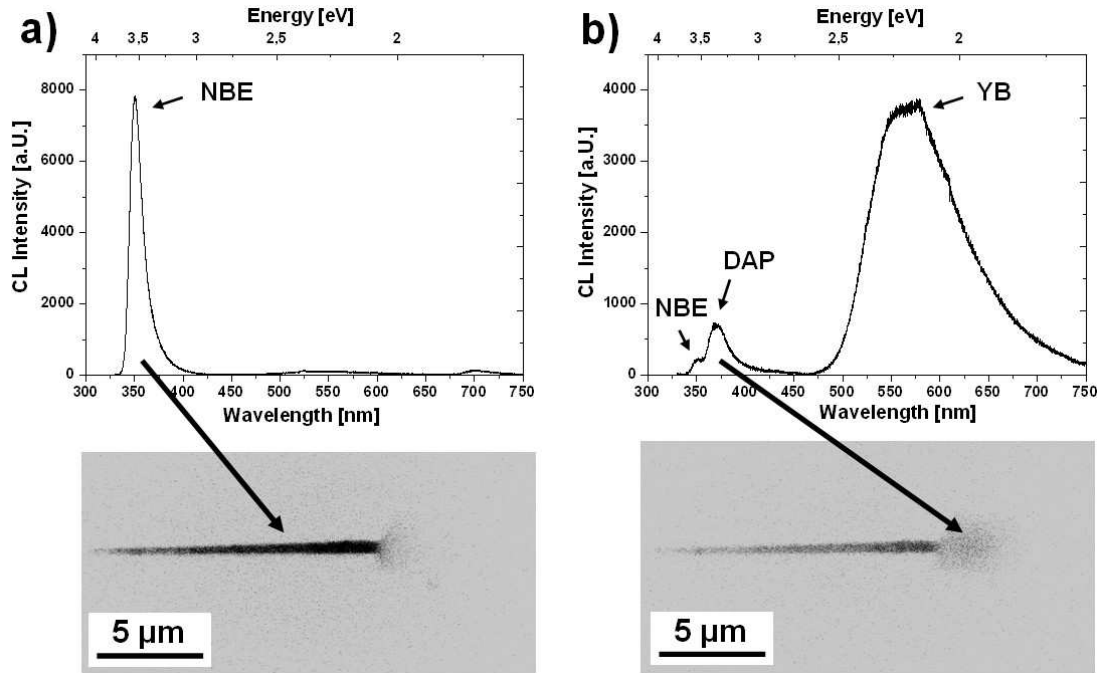 a)
Energy [eV]
4 3,5 3 2,5 2
NBE
CL Intensity [a.U.]
8000
6000
4000
2000
0
300 350 400 450 500 550 600 650 700 750
Wavelength [nm]
5 µm
b)
Energy [eV]
4 3,5 3 2,5 2
YB
DAP
NBE
CL Intensity [a.U.]
4000
3000
2000
1000
0
300 350 400 450 500 550 600 650 700 750
Wavelength [nm]
5 µm